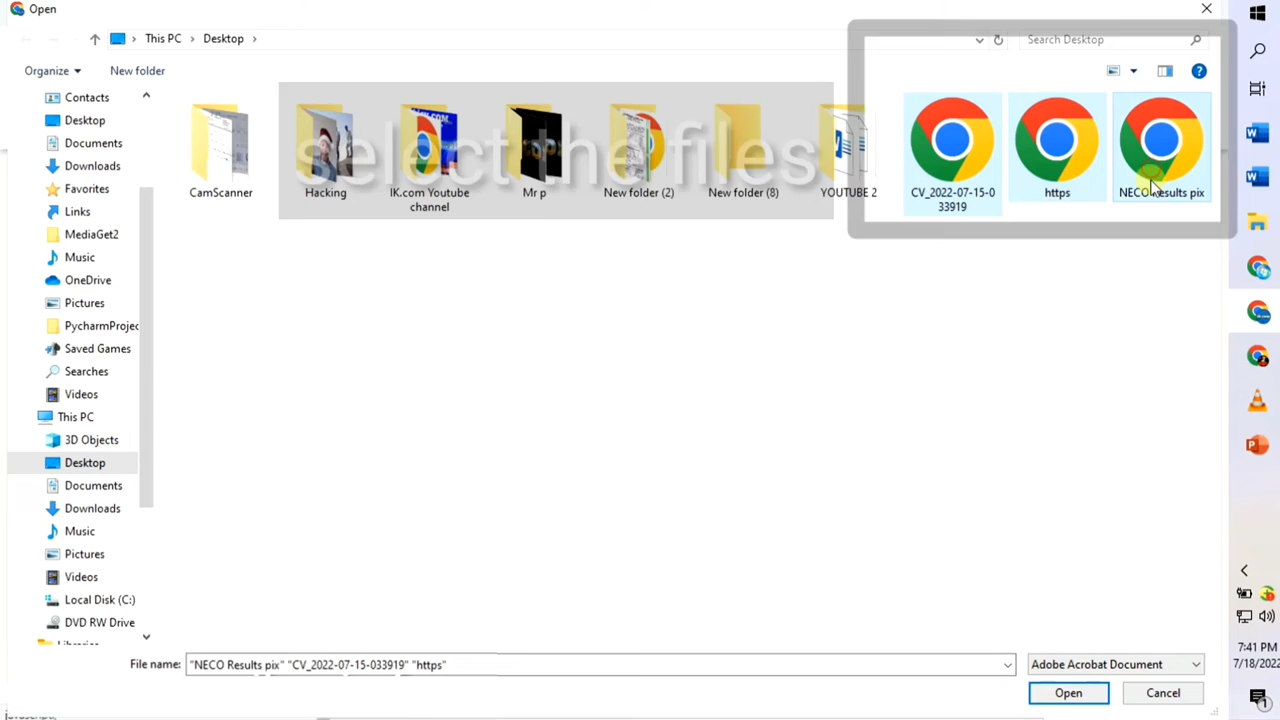 Open
This PC
Desktop
Search Desktop
Organize
New folder
Contacts
Desktop
Documents
Downloads
Favorites
Links
MediaGet2
Music
OneDrive
Pictures
PycharmProjec
Saved Games
Searches
Videos
This PC
3D Objects
Desktop
Documents
Downloads
Music
Pictures
Videos
Local Disk (C:)
DVD RW Drive
select the files
CamScanner
Hacking
IK.com Youtube
channel
Mr p
New folder (2)
New folder (8)
YOUTUBE 2
CV_2022-07-15-0
33919
https
NECO Results pix
File name:
"NECO Results pix" "CV_2022-07-15-033919" "https"
Adobe Acrobat Document
Open
Cancel
7:41 PM
7/18/2022